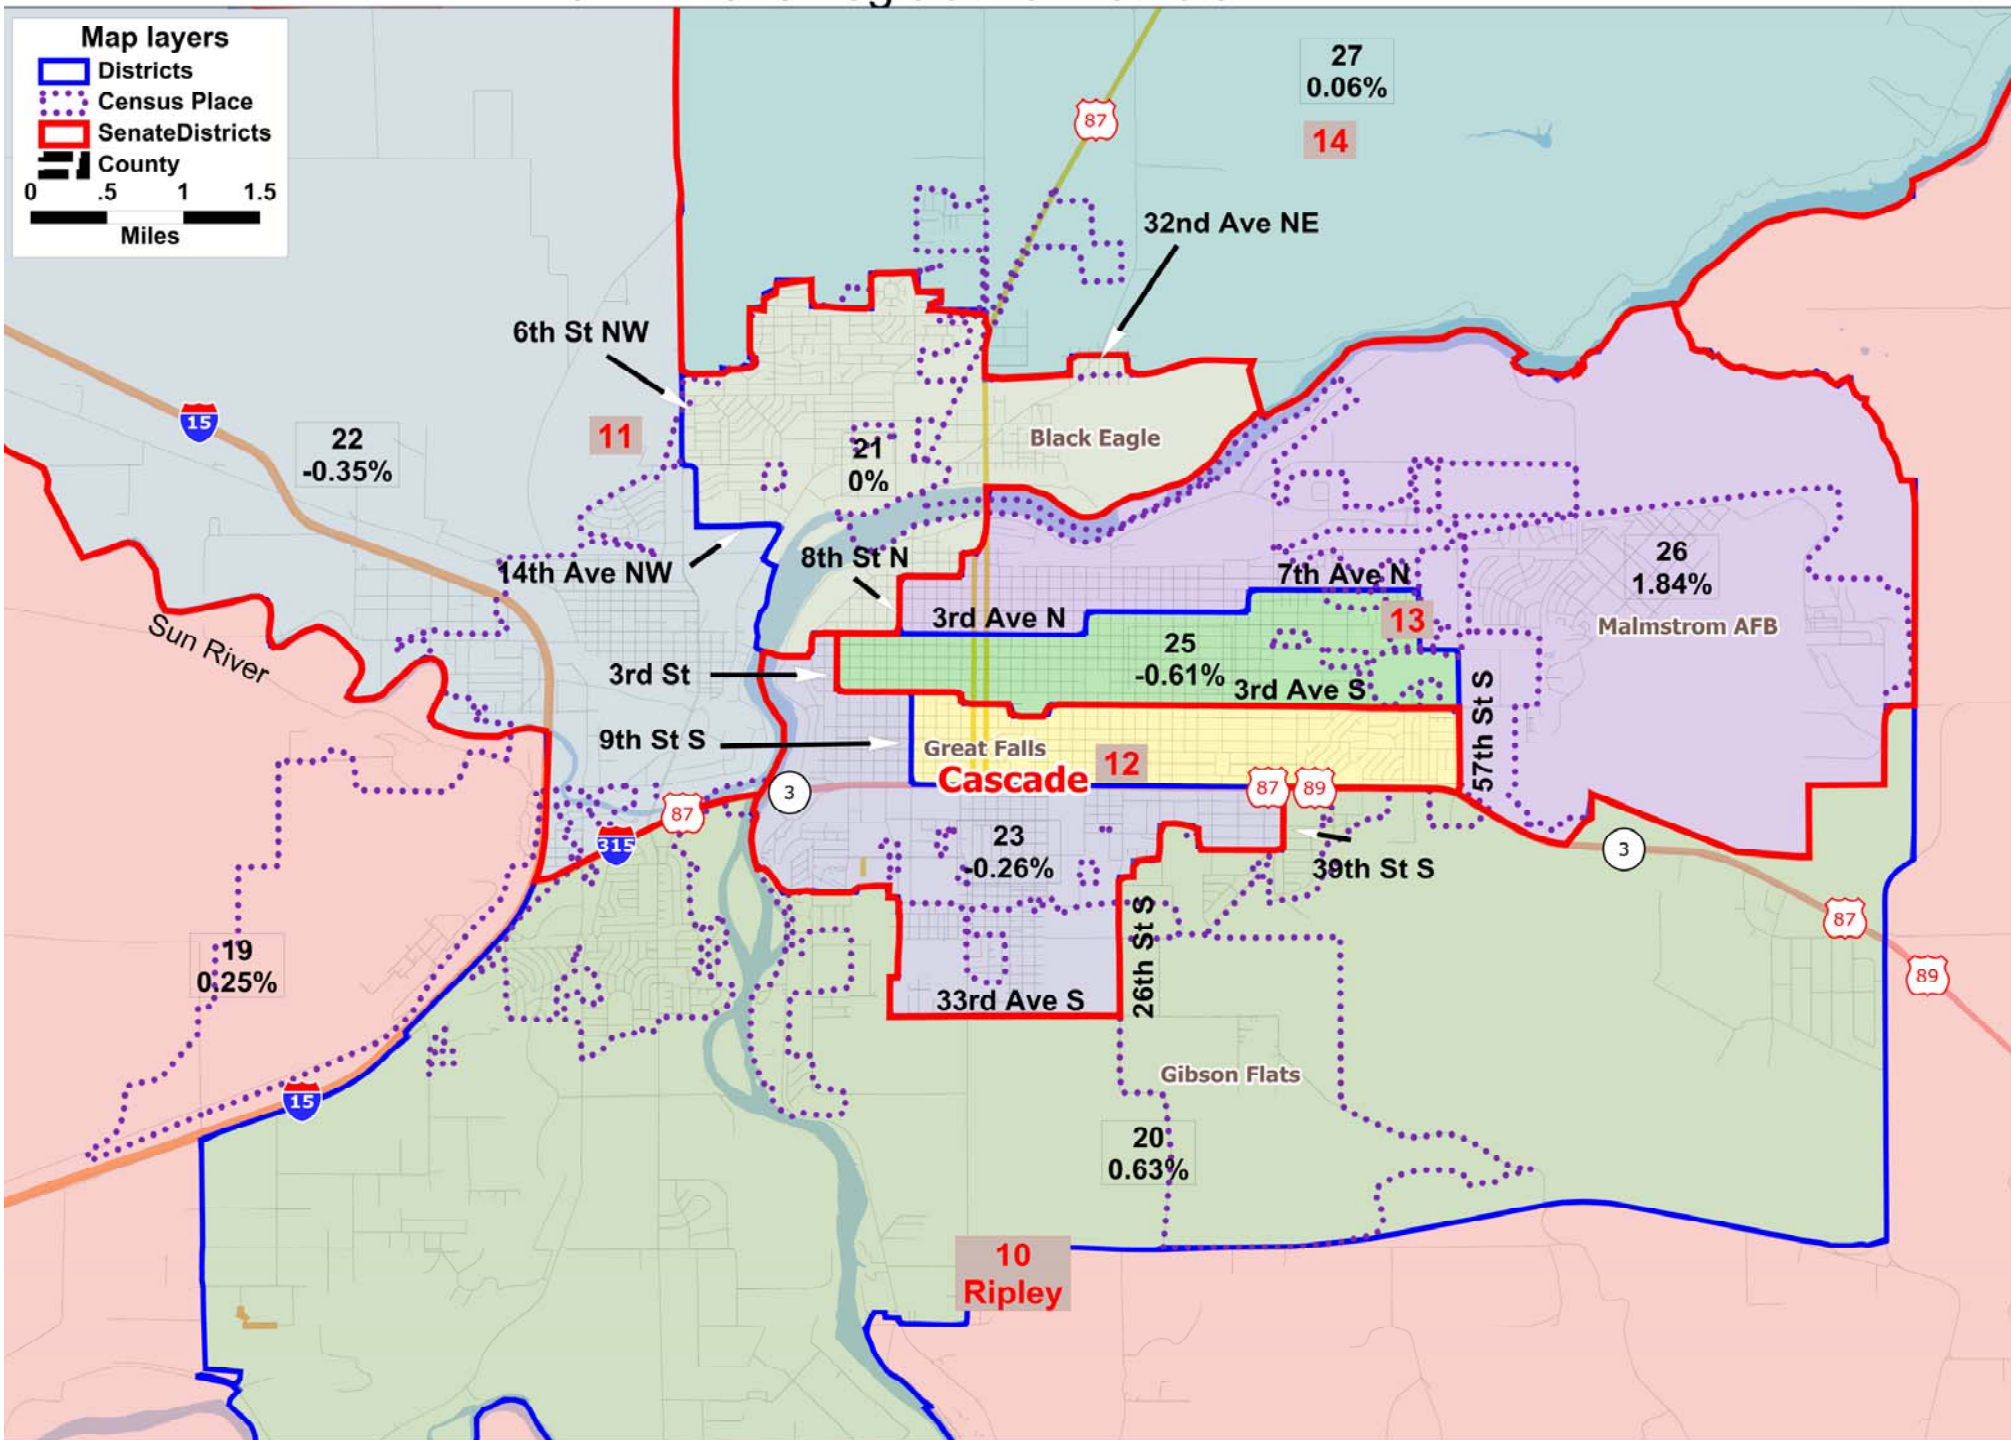 Map layers
Districts
Census Place
SenateDistricts
County
0 .5 1 1.5
Miles
27
0.06%
14
87
32nd Ave NE
6th St NW
15
22
-0.35%
11
21
0%
Black Eagle
14th Ave NW
8th St N
7th Ave N
26
1.84%
Malmstrom AFB
3rd Ave N
13
Sun River
25
-0.61%
3rd St
3rd Ave S
57th St S
9th St S
Great Falls
Cascade
12
87
89
3
87
315
23
-0.26%
39th St S
3
87
89
26th St S
19
0.25%
33rd Ave S
15
Gibson Flats
20
0.63%
10
Ripley